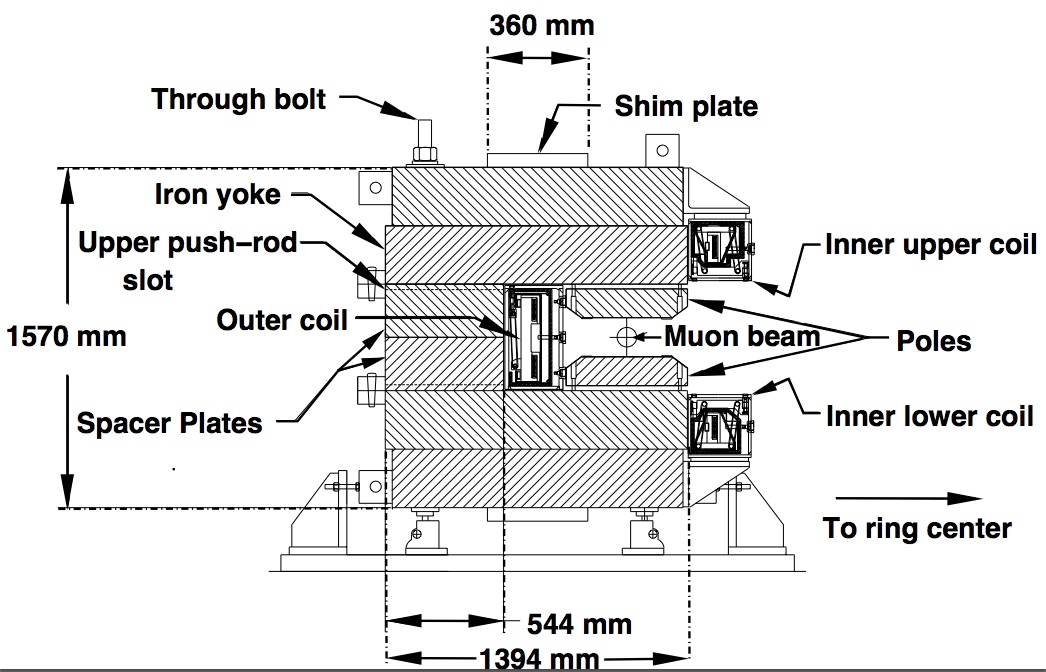 360 mm
Through bolt
Shim plate
Iron yoke
Upper push–rod
slot
Inner upper coil
Outer coil
1570 mm
Muon beam
Poles
Spacer Plates
Inner lower coil
To ring center
544 mm
1394 mm